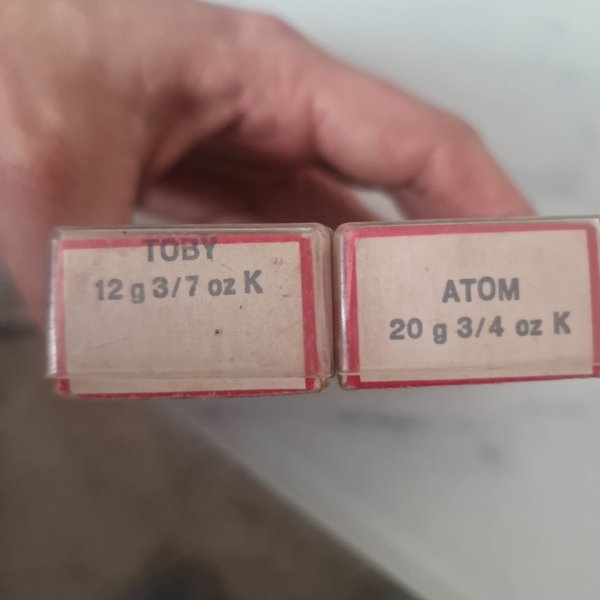 TOBY
12 g 3/7 oz K
ATOM
20 g 3/4 oz K